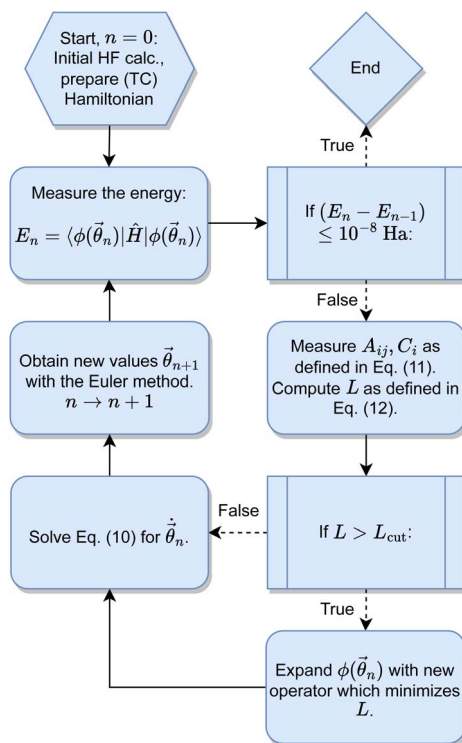 Start, n = 0:
Initial HF calc.,
prepare (TC)
Hamiltonian
End
True
Measure the energy:
E_n = ⟨ϕ(θ⃗_n)|Ĥ|ϕ(θ⃗_n)⟩
If (E_n − E_{n−1})
≤ 10^{−8} Ha:
False
Obtain new values θ⃗_{n+1}
with the Euler method.
n → n + 1
Measure A_{ij}, C_i as
defined in Eq. (11).
Compute L as defined in
Eq. (12).
False
Solve Eq. (10) for θ⃗̇_n.
If L > L_cut:
True
Expand ϕ(θ⃗_n) with new
operator which minimizes
L.